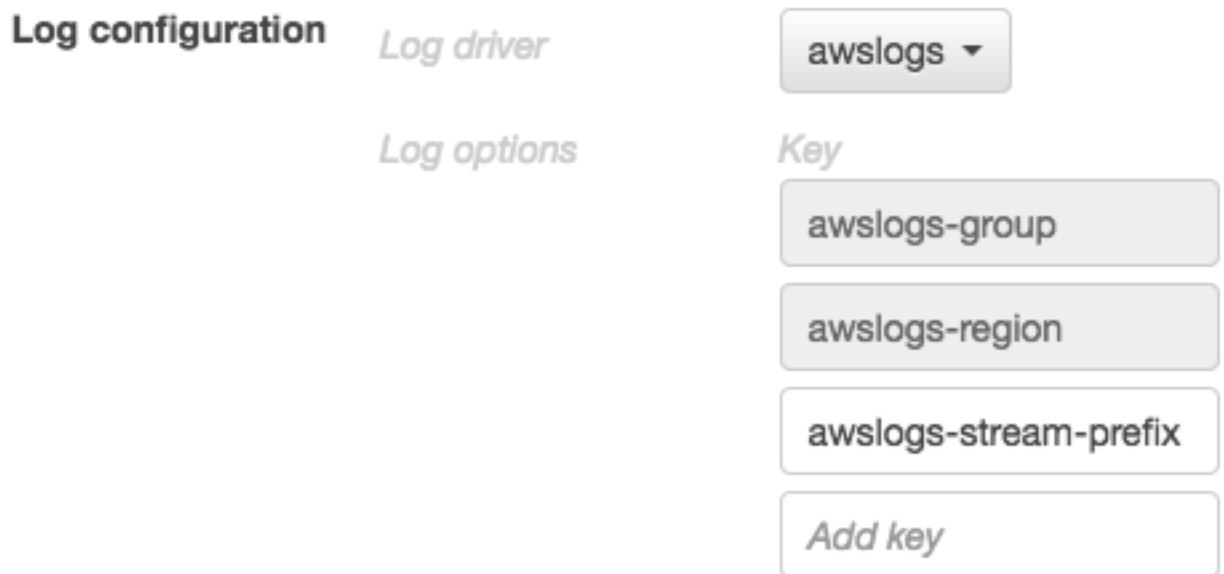 Log configuration Log driver awslogs
Log options Key
awslogs-group
awslogs-region
awslogs-stream-prefix
Add key